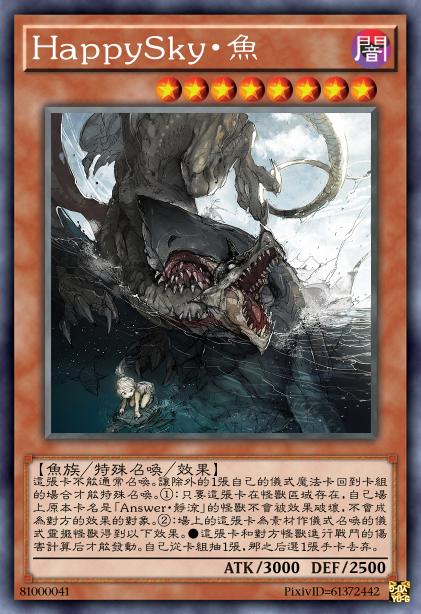 HappySky・魚
闇
【魚族／特殊召喚／效果】
這張卡不能通常召喚。讓除外的1張自己的儀式魔法卡回到卡組
的場合才能特殊召喚。①：只要這張卡在怪獸區域存在，自己場
上原本卡名是「Answer・靜流」的怪獸不會被效果破壞，不會成
為對方的效果的對象。②：場上的這張卡為素材作儀式召喚的儀
式靈擺怪獸得到以下效果。●這張卡和對方怪獸進行戰鬥的傷
害計算后才能發動。自己從卡組抽1張，那之后選1張手卡丟弃。
ATK/3000 DEF/2500
81000041
PixivID=61372442